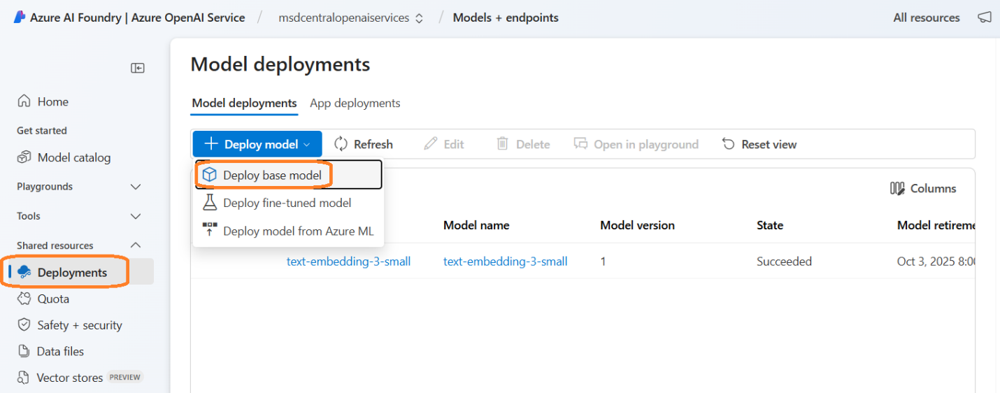 Azure AI Foundry | Azure OpenAI Service / msdcentralopenaiservices / Models + endpoints All resources
Model deployments
Home
Model deployments App deployments
Get started
Deploy model Refresh Edit Delete Open in playground Reset view
Model catalog
Deploy base model
Playgrounds
Columns
Deploy fine-tuned model
Tools
Deploy model from Azure ML
Model name Model version State Model retireme
Shared resources
text-embedding-3-small text-embedding-3-small 1 Succeeded Oct 3, 2025 8:0
Deployments
Quota
Safety + security
Data files
Vector stores PREVIEW